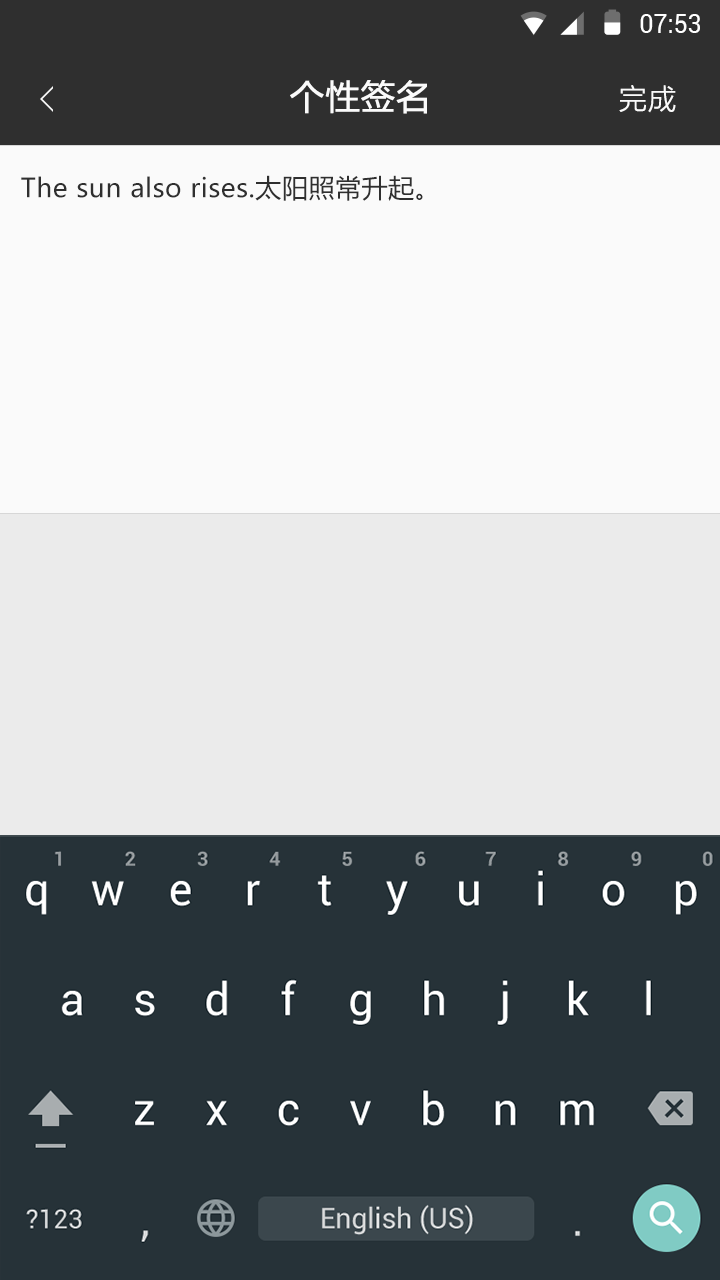 07:53
个性签名 完成
The sun also rises.太阳照常升起。
1 2 3 4 5 6 7 8 9 0
q w e r t y u i o p
a s d f g h j k l
z x c v b n m
?123 , English (US) .